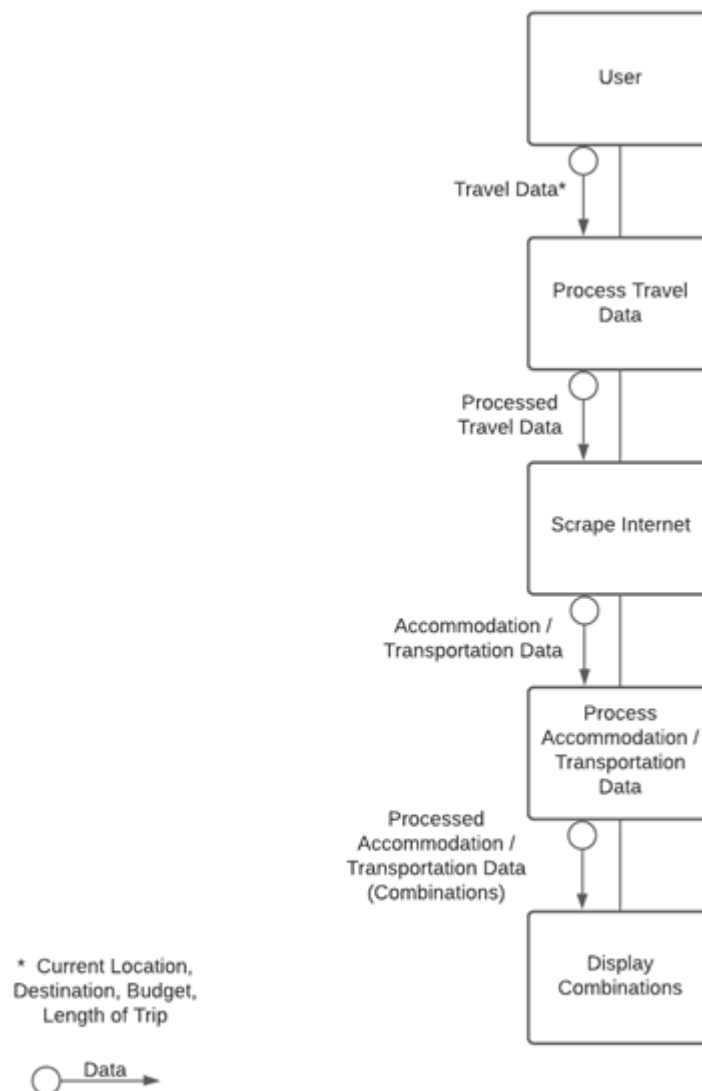 User
Travel Data*
Process Travel
Data
Processed
Travel Data
Scrape Internet
Accommodation /
Transportation Data
Process
Accommodation /
Transportation
Data
Processed
Accommodation /
Transportation Data
(Combinations)
Display
Combinations
* Current Location,
Destination, Budget,
Length of Trip
Data